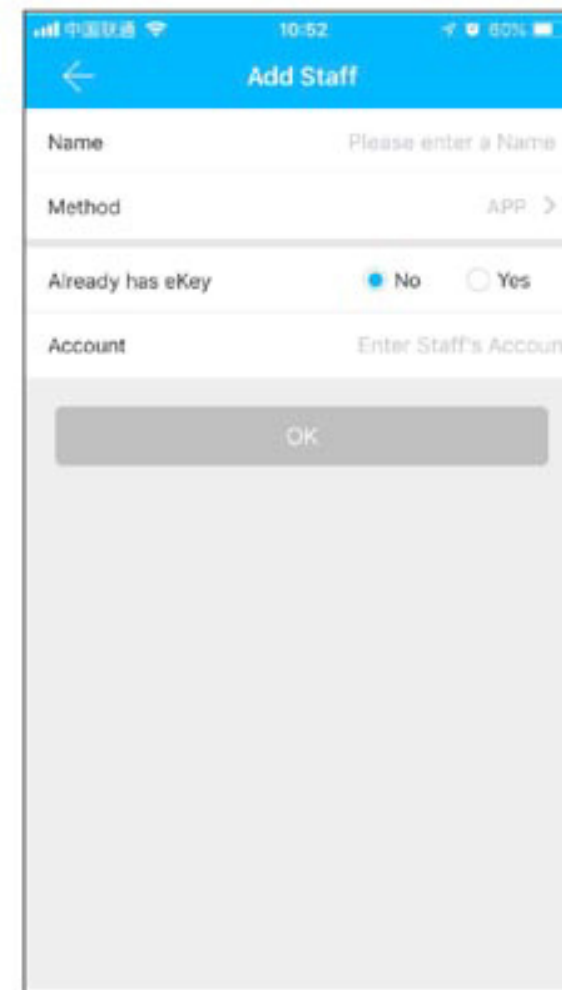 中国联通 10:52 60%
Add Staff
Name Please enter a Name
Method APP
Already has eKey No Yes
Account Enter Staff's Accoun
OK